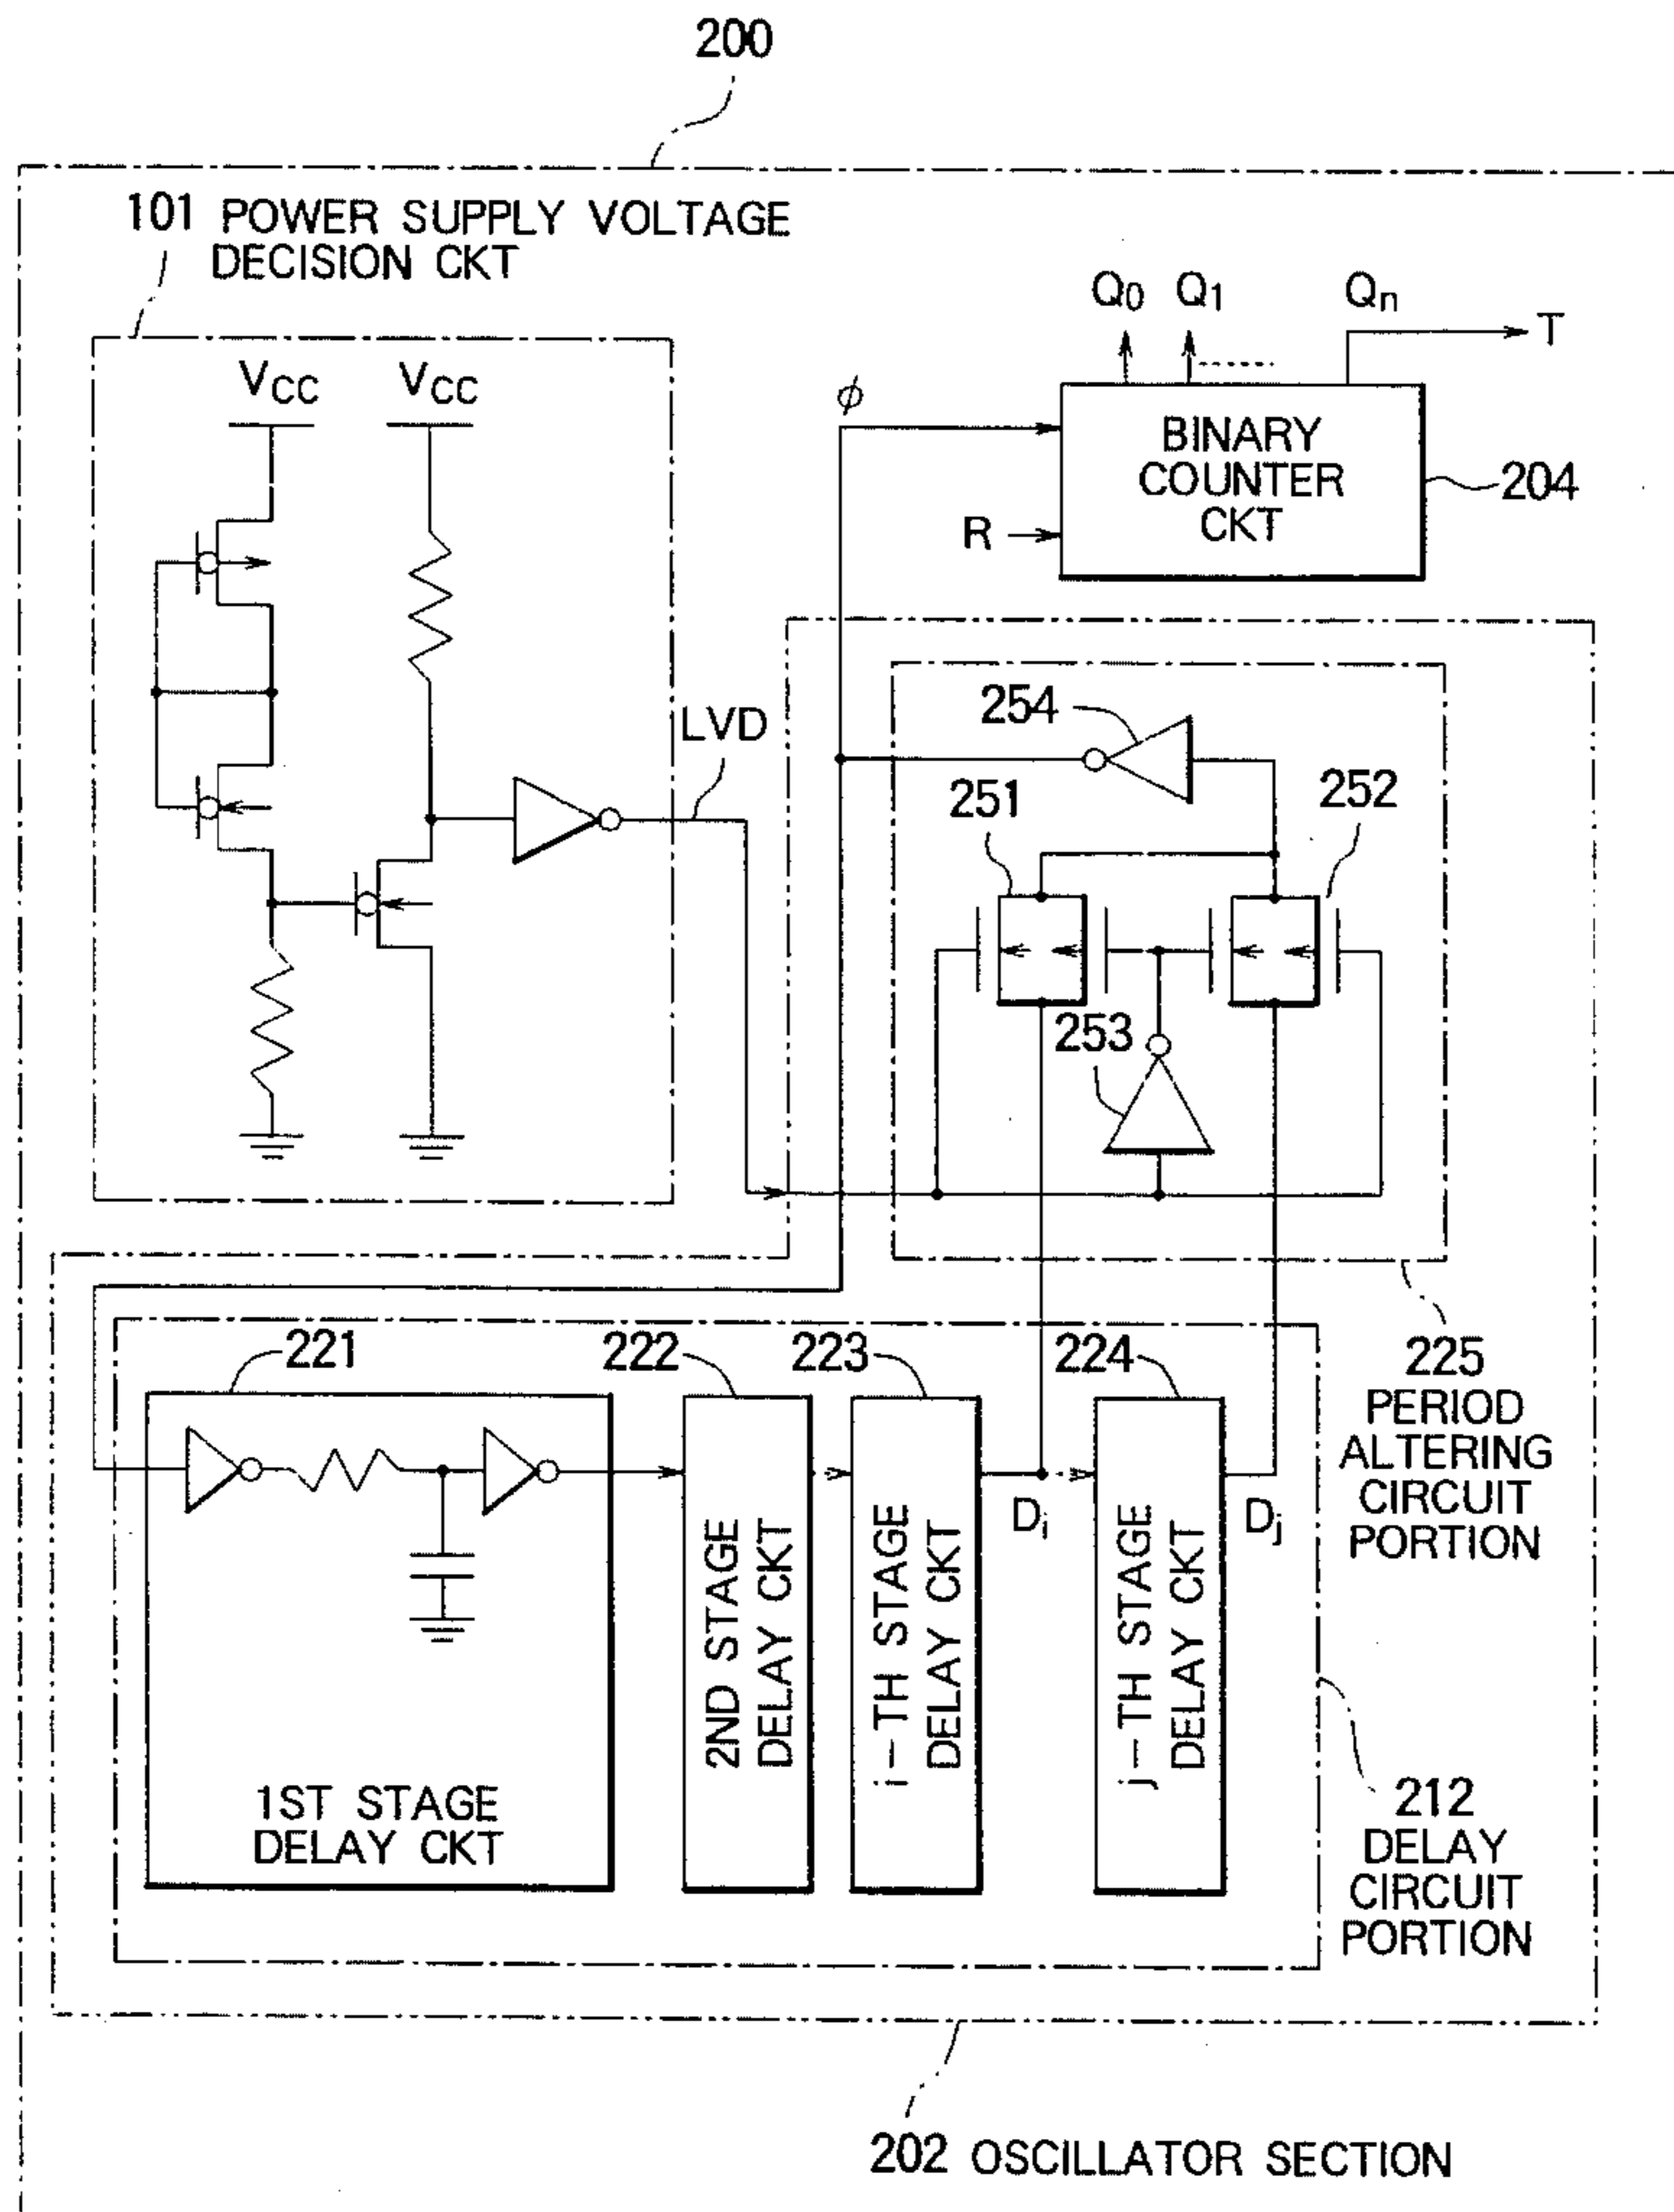 200
101 POWER SUPPLY VOLTAGE
DECISION CKT
VCC VCC
LVD
Q0 Q1 Qn
T
ϕ
BINARY
COUNTER
CKT
R
204
254
251
252
253
225
PERIOD
ALTERING
CIRCUIT
PORTION
221
222
223
224
Di
Dj
1ST STAGE
DELAY CKT
2ND STAGE
DELAY CKT
i-TH STAGE
DELAY CKT
j-TH STAGE
DELAY CKT
212
DELAY
CIRCUIT
PORTION
202 OSCILLATOR SECTION